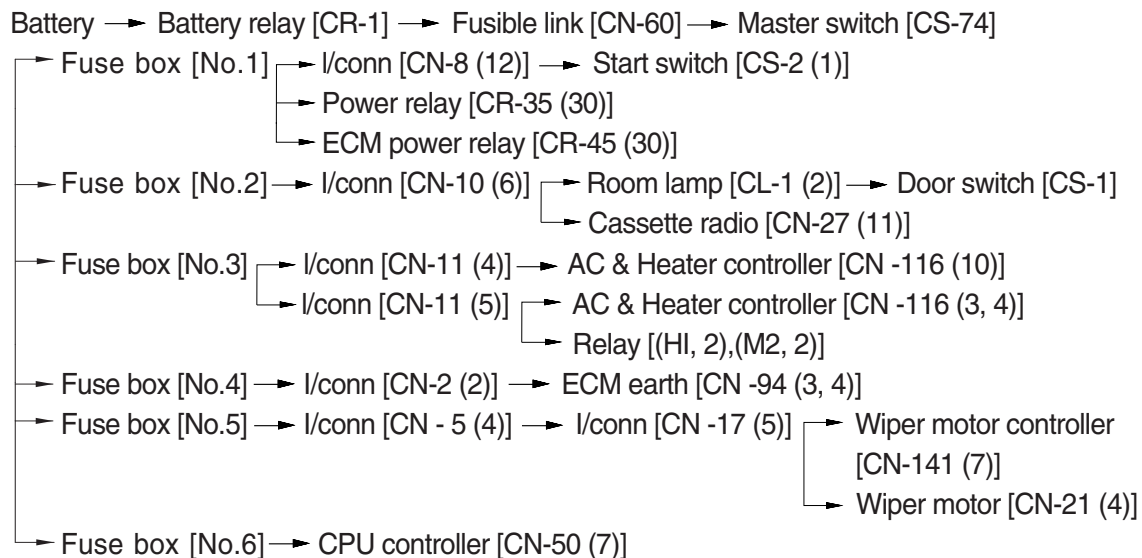 Battery → Battery relay [CR-1] → Fusible link [CN-60] → Master switch [CS-74]
Fuse box [No.1] → I/conn [CN-8 (12)] → Start switch [CS-2 (1)]
→ Power relay [CR-35 (30)]
→ ECM power relay [CR-45 (30)]
Fuse box [No.2] → I/conn [CN-10 (6)] → Room lamp [CL-1 (2)] → Door switch [CS-1]
→ Cassette radio [CN-27 (11)]
Fuse box [No.3] → I/conn [CN-11 (4)] → AC & Heater controller [CN -116 (10)]
→ I/conn [CN-11 (5)] → AC & Heater controller [CN -116 (3, 4)]
→ Relay [(HI, 2),(M2, 2)]
Fuse box [No.4] → I/conn [CN-2 (2)] → ECM earth [CN -94 (3, 4)]
Fuse box [No.5] → I/conn [CN - 5 (4)] → I/conn [CN -17 (5)] → Wiper motor controller
[CN-141 (7)]
→ Wiper motor [CN-21 (4)]
Fuse box [No.6] → CPU controller [CN-50 (7)]